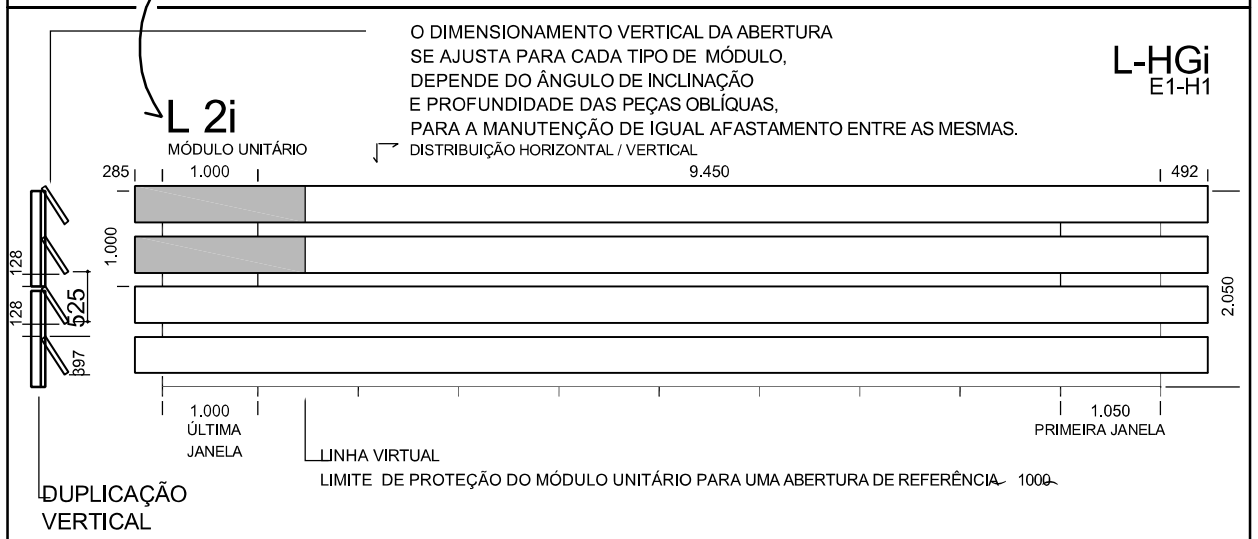 O DIMENSIONAMENTO VERTICAL DA ABERTURA
SE AJUSTA PARA CADA TIPO DE MÓDULO,
DEPENDE DO ÂNGULO DE INCLINAÇÃO
E PROFUNDIDADE DAS PEÇAS OBLÍQUAS,
PARA A MANUTENÇÃO DE IGUAL AFASTAMENTO ENTRE AS MESMAS.
L-HGi
E1-H1
L 2i
MÓDULO UNITÁRIO
DISTRIBUIÇÃO HORIZONTAL / VERTICAL
285
1.000
9.450
492
1.000
128
128
525
397
2.050
1.000
ÚLTIMA
JANELA
1.050
PRIMEIRA JANELA
LINHA VIRTUAL
LIMITE DE PROTEÇÃO DO MÓDULO UNITÁRIO PARA UMA ABERTURA DE REFERÊNCIA 1000
DUPLICAÇÃO
VERTICAL